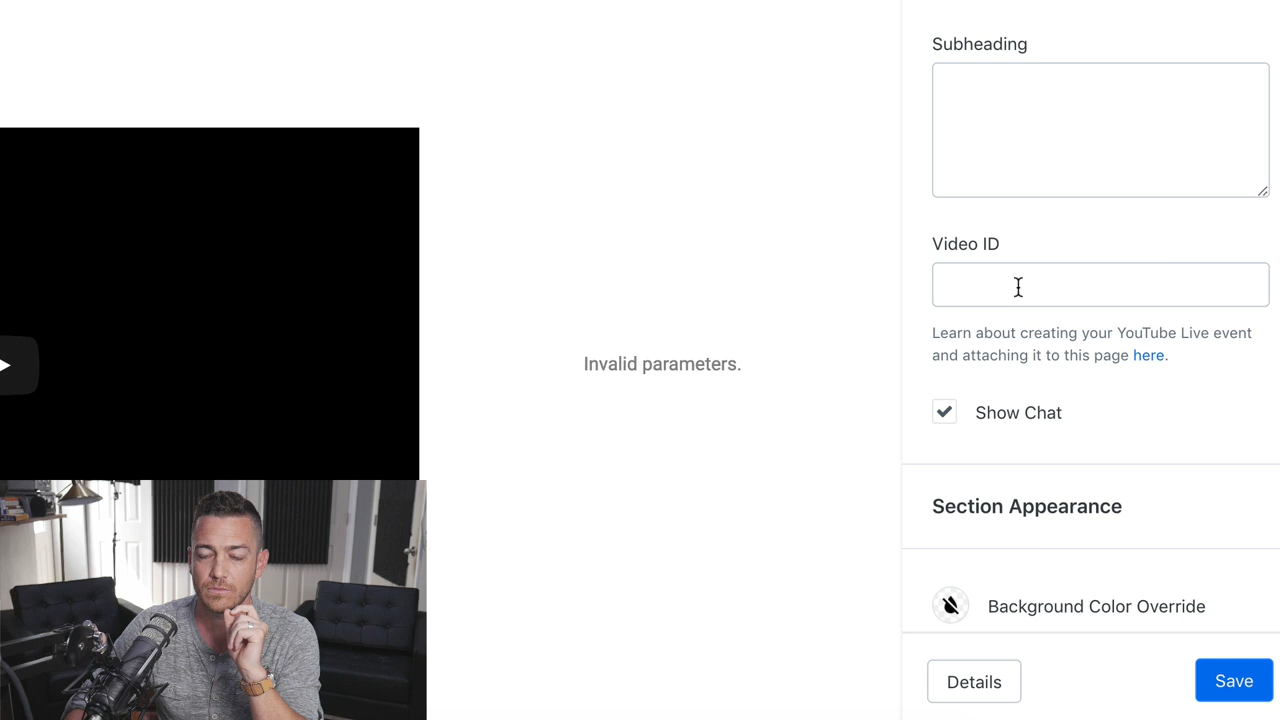 Subheading
Video ID
Learn about creating your YouTube Live event
and attaching it to this page here.
Invalid parameters.
Show Chat
Section Appearance
Background Color Override
Details
Save